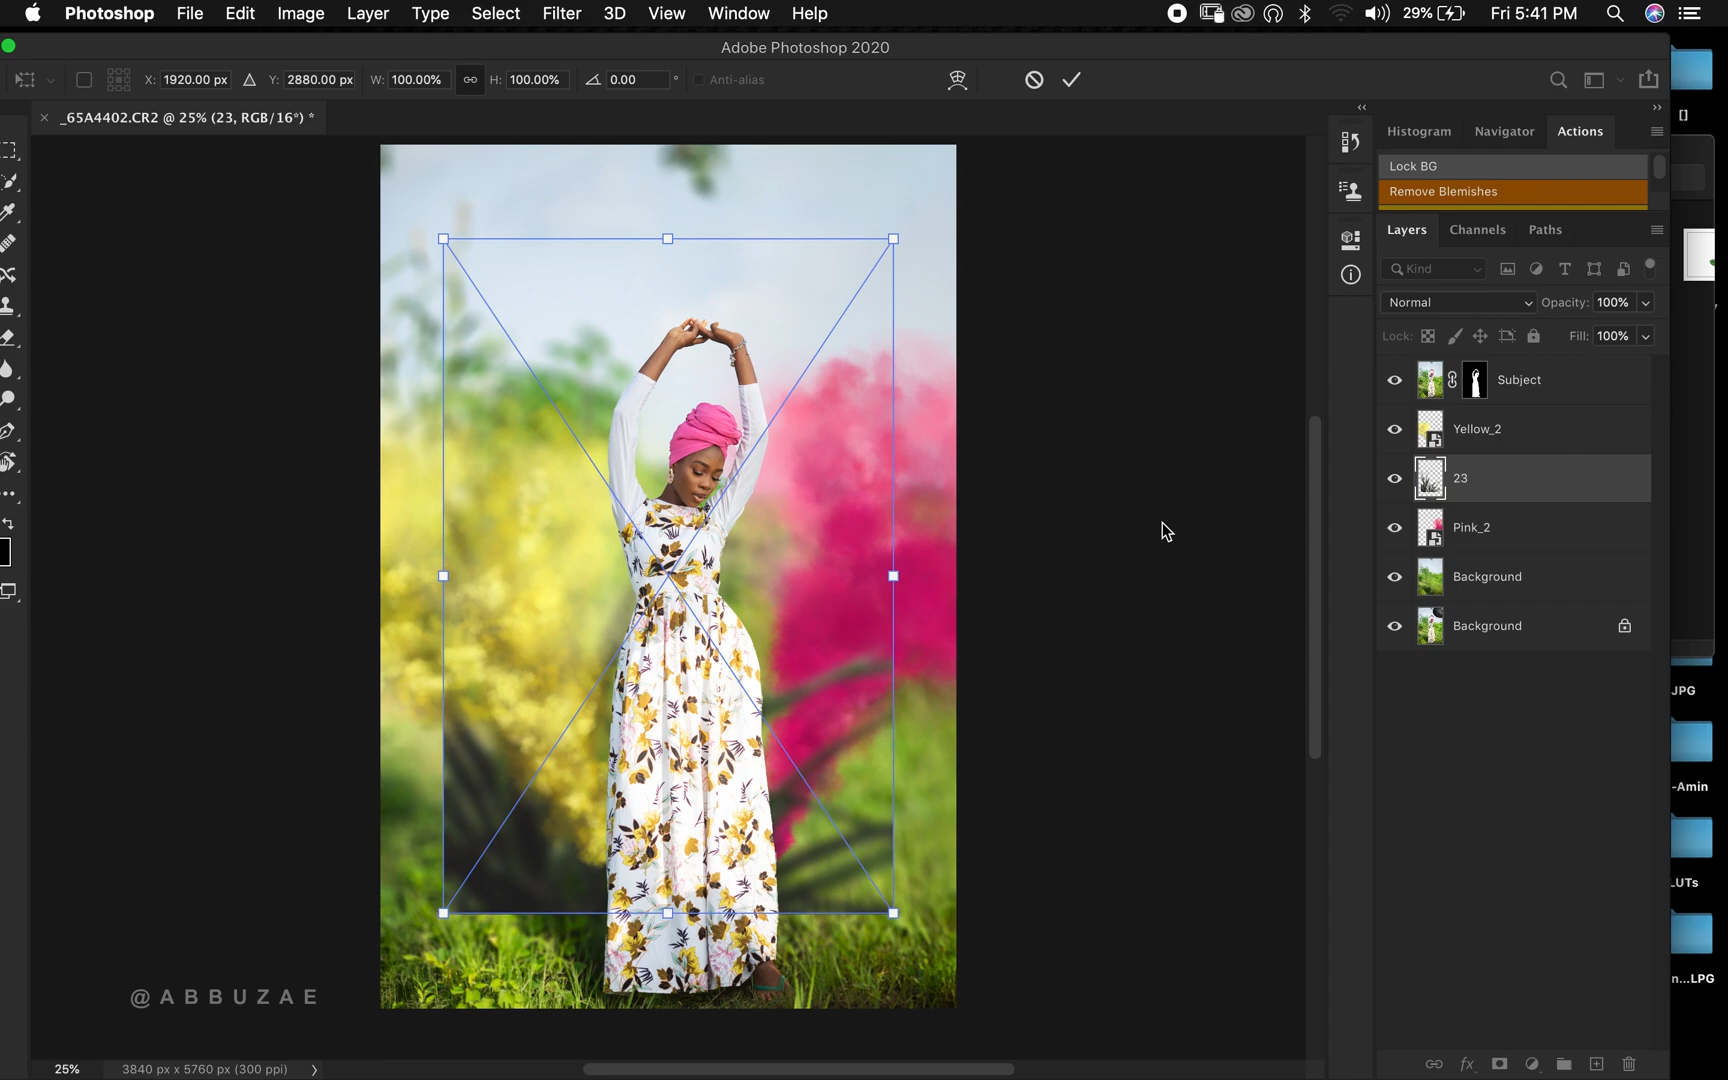 Photoshop File Edit Image Layer Type Select Filter 3D View Window Help 29% Fri 5:41 PM
Adobe Photoshop 2020
X: 1920.00 px Y: 2880.00 px W: 100.00% H: 100.00% 0.00 ° Anti-alias
× _65A4402.CR2 @ 25% (23, RGB/16*) *
[]
Histogram Navigator Actions
Lock BG
Remove Blemishes
Layers Channels Paths
Kind
Normal Opacity: 100%
Lock: Fill: 100%
Subject
Yellow_2
23
Pink_2
Background
Background
JPG
-Amin
LUTs
n...LPG
@ABBUZAE
25% 3840 px x 5760 px (300 ppi)